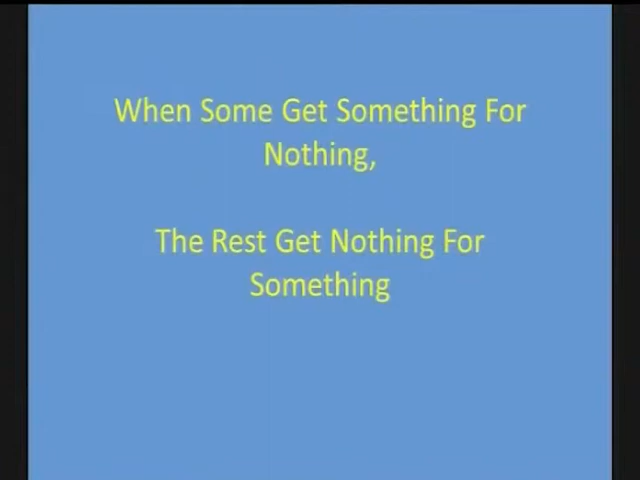 When Some Get Something For
Nothing,
The Rest Get Nothing For
Something